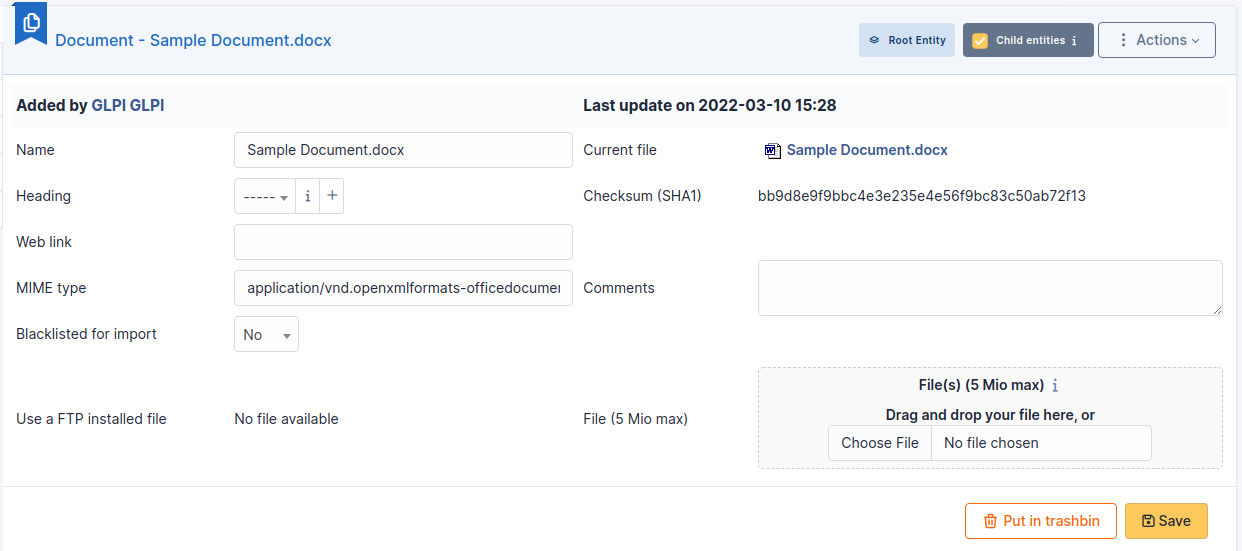 Document - Sample Document.docx
Root Entity
Child entities i
Actions
Added by GLPI GLPI
Last update on 2022-03-10 15:28
Name
Sample Document.docx
Current file
Sample Document.docx
Heading
-----
i
+
Checksum (SHA1)
bb9d8e9f9bbc4e3e235e4e56f9bc83c50ab72f13
Web link
MIME type
application/vnd.openxmlformats-officedocumen
Comments
Blacklisted for import
No
Use a FTP installed file
No file available
File (5 Mio max)
File(s) (5 Mio max) i
Drag and drop your file here, or
Choose File
No file chosen
Put in trashbin
Save